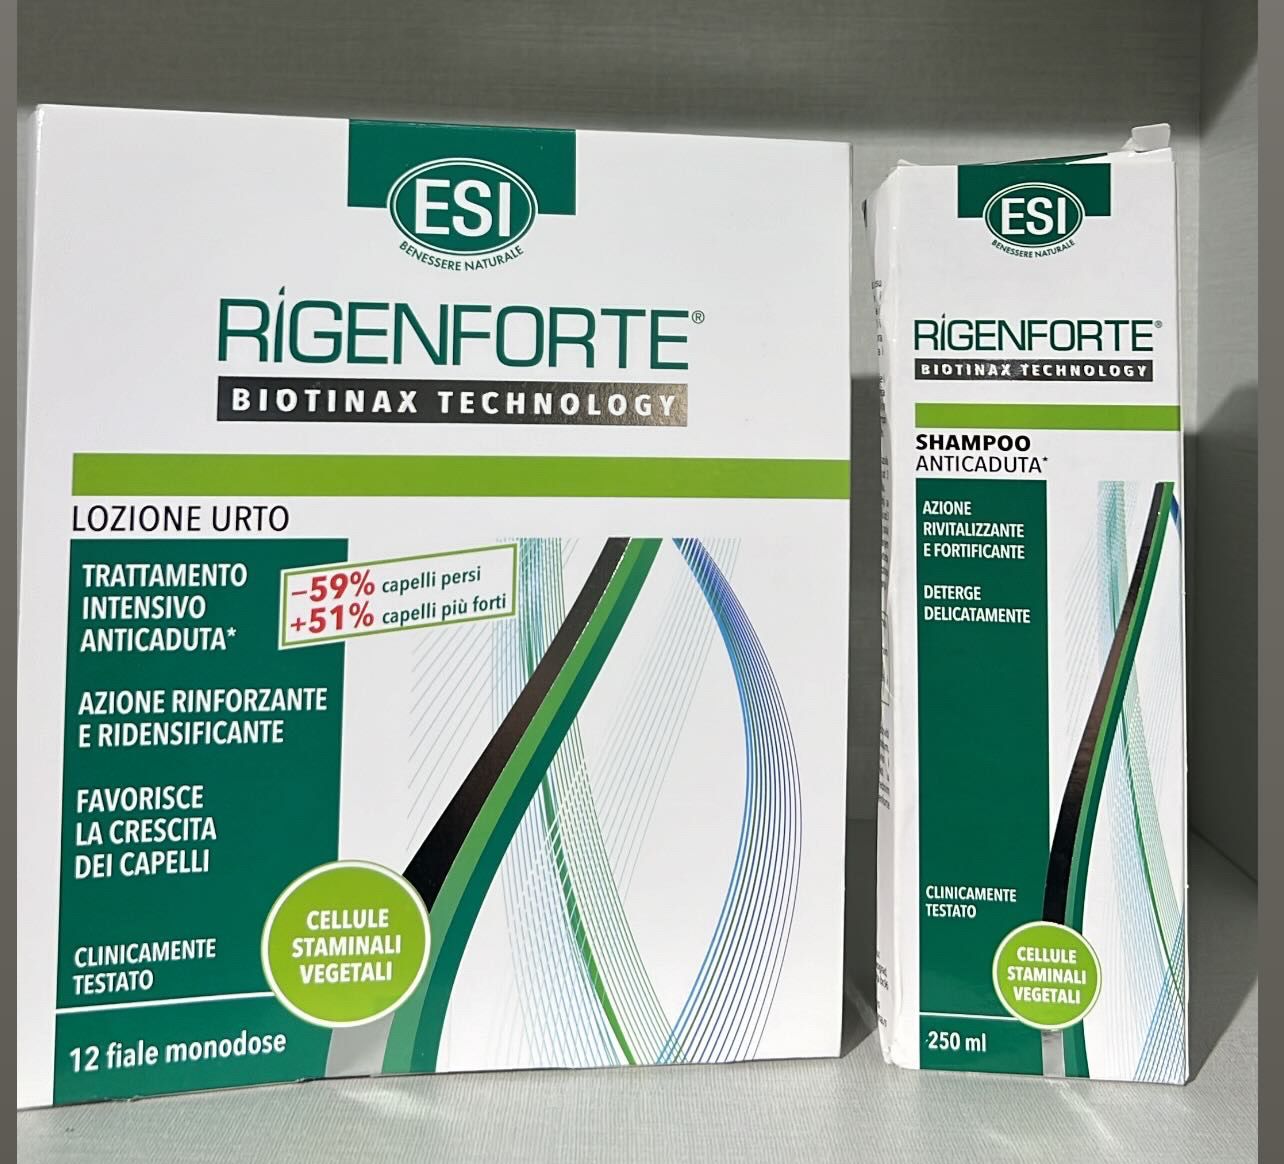 ESI
BENESSERE NATURALE
RIGENFORTE®
BIOTINAX TECHNOLOGY
LOZIONE URTO
TRATTAMENTO
INTENSIVO
ANTICADUTA*
–59% capelli persi
+51% capelli più forti
AZIONE RINFORZANTE
E RIDENSIFICANTE
FAVORISCE
LA CRESCITA
DEI CAPELLI
CLINICAMENTE
TESTATO
CELLULE
STAMINALI
VEGETALI
12 fiale monodose
ESI
BENESSERE NATURALE
RIGENFORTE®
BIOTINAX TECHNOLOGY
SHAMPOO
ANTICADUTA*
AZIONE
RIVITALIZZANTE
E FORTIFICANTE
DETERGE
DELICATAMENTE
CLINICAMENTE
TESTATO
CELLULE
STAMINALI
VEGETALI
250 ml